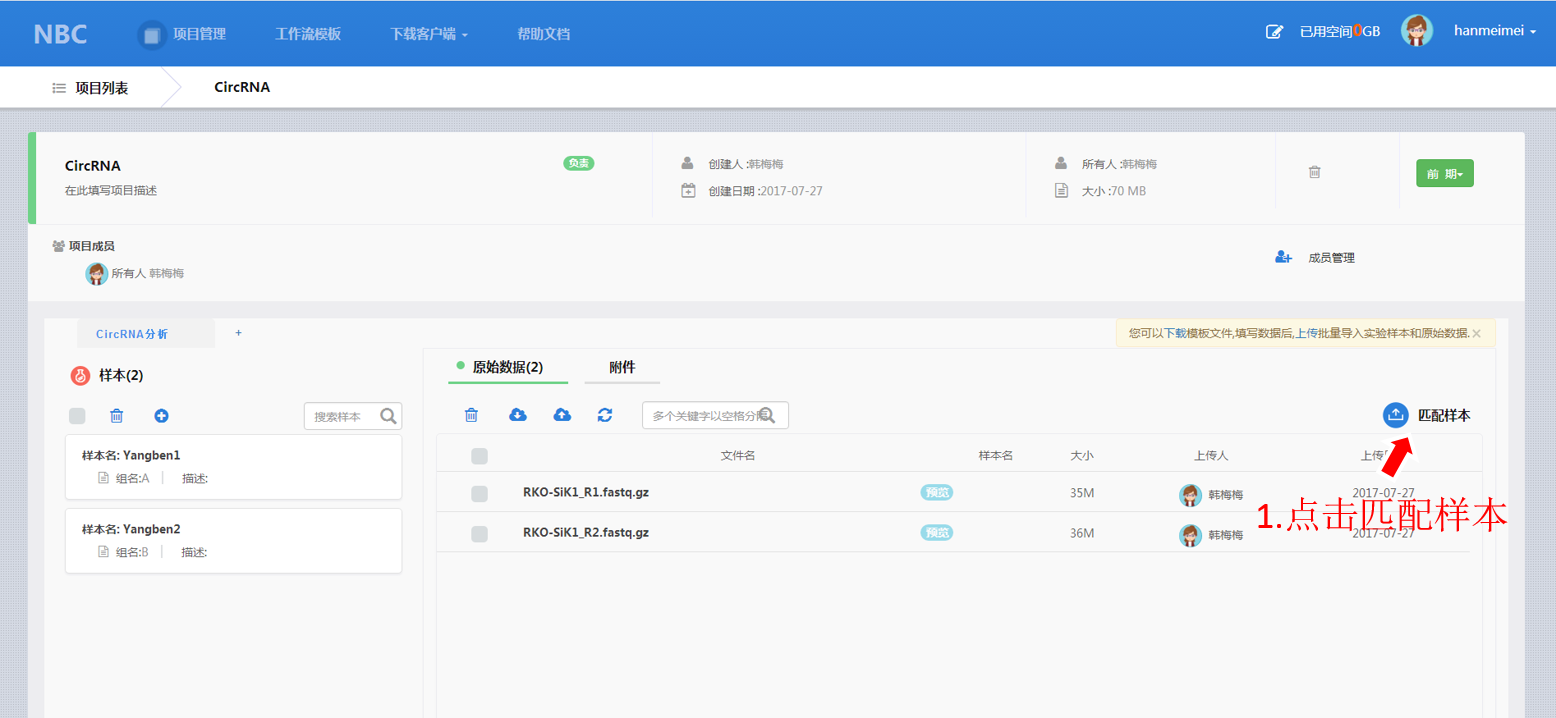 NBC 项目管理 工作流模板 下载客户端 帮助文档 已用空间0GB hanmeimei
项目列表 CircRNA
CircRNA 负责 创建人 :韩梅梅 所有人 :韩梅梅 前 期
在此填写项目描述 创建日期 :2017-07-27 大小 :70 MB
项目成员
所有人 韩梅梅 成员管理
CircRNA分析 + 您可以下载模板文件,填写数据后,上传批量导入实验样本和原始数据. ×
样本(2) 原始数据(2) 附件
搜索样本 多个关键字以空格分隔 匹配样本
样本名: Yangben1 文件名 样本名 大小 上传人 上传
组名:A 描述:
RKO-SiK1_R1.fastq.gz 预览 35M 韩梅梅 2017-07-27
1.点击匹配样本
样本名: Yangben2 RKO-SiK1_R2.fastq.gz 预览 36M 韩梅梅 2017-07-27
组名:B 描述: